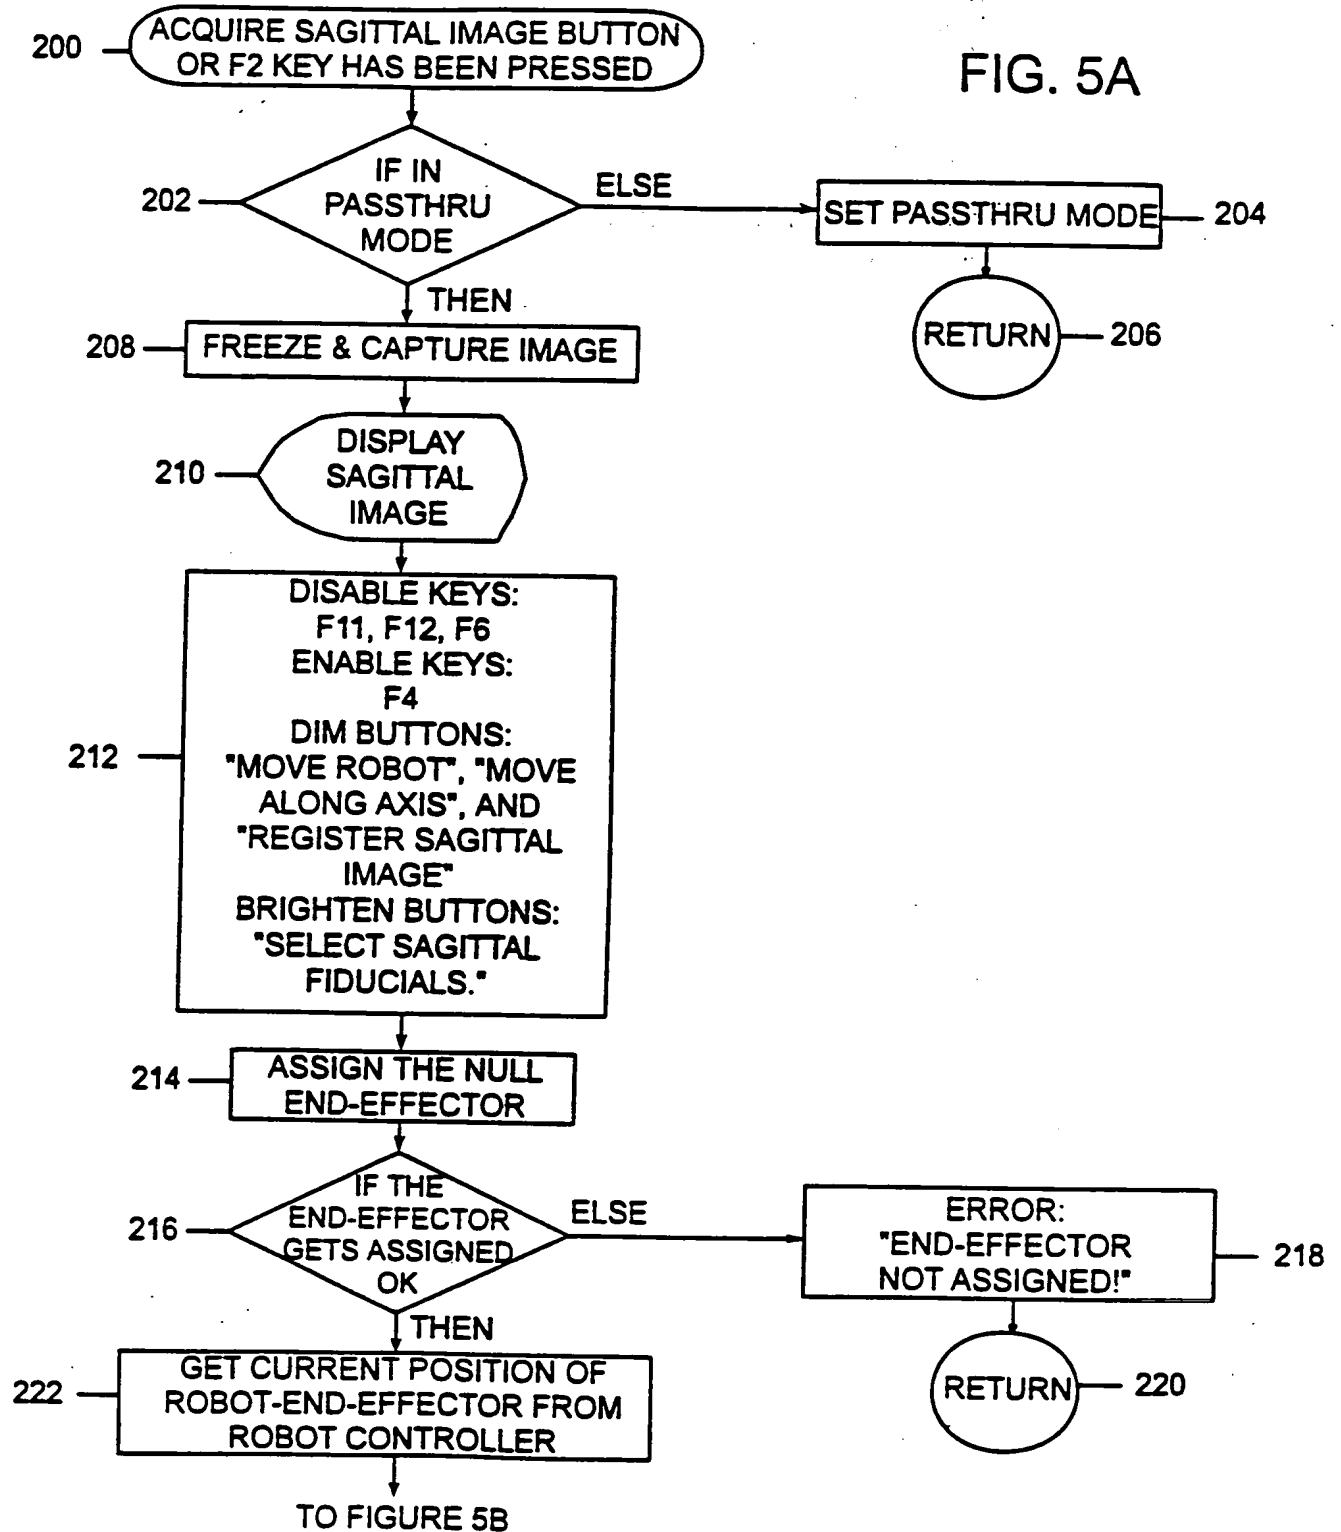 ACQUIRE SAGITTAL IMAGE BUTTON
OR F2 KEY HAS BEEN PRESSED
200
FIG. 5A
IF IN
PASSTHRU
MODE
202
ELSE
SET PASSTHRU MODE
204
THEN
RETURN
206
208
FREEZE & CAPTURE IMAGE
DISPLAY
SAGITTAL
IMAGE
210
DISABLE KEYS:
F11, F12, F6
ENABLE KEYS:
F4
DIM BUTTONS:
"MOVE ROBOT", "MOVE
ALONG AXIS", AND
"REGISTER SAGITTAL
IMAGE"
BRIGHTEN BUTTONS:
"SELECT SAGITTAL
FIDUCIALS."
212
214
ASSIGN THE NULL
END-EFFECTOR
IF THE
END-EFFECTOR
GETS ASSIGNED
OK
216
ELSE
ERROR:
"END-EFFECTOR
NOT ASSIGNED!"
218
THEN
RETURN
220
222
GET CURRENT POSITION OF
ROBOT-END-EFFECTOR FROM
ROBOT CONTROLLER
TO FIGURE 5B